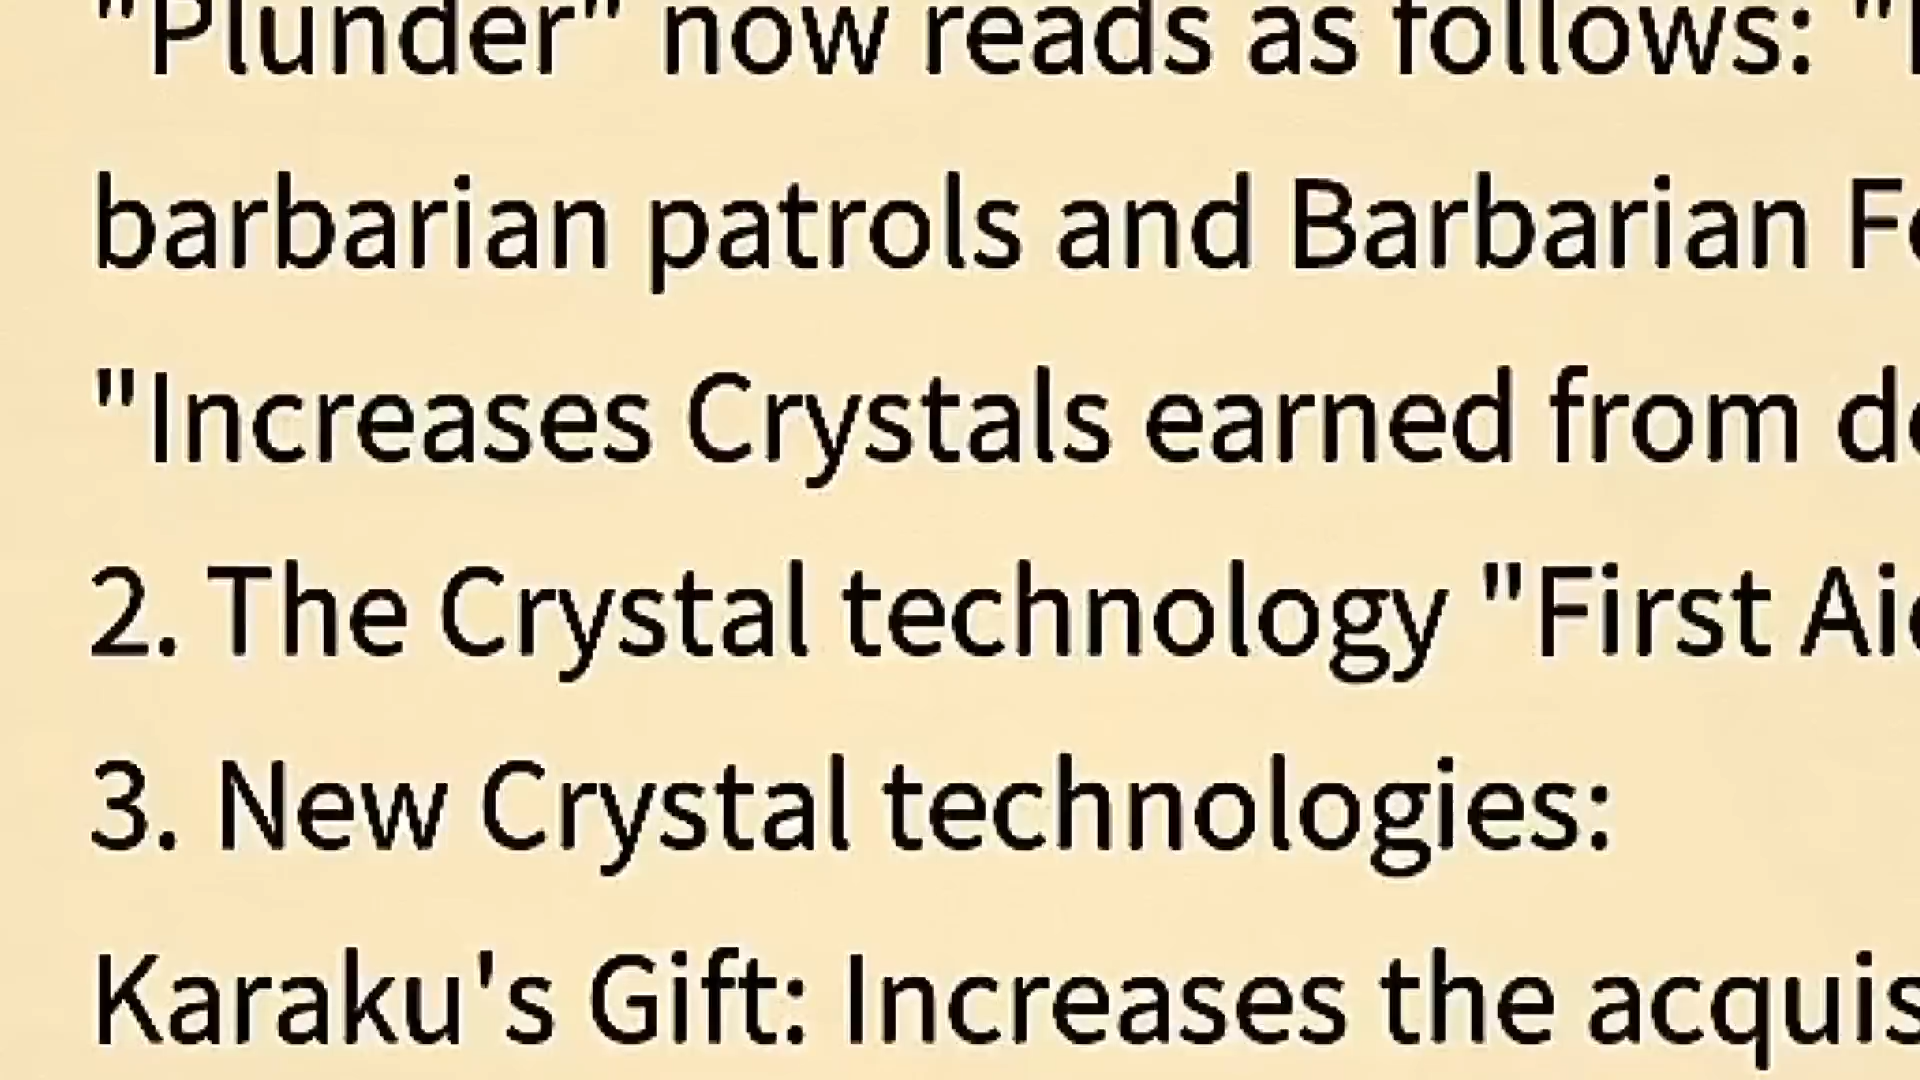 "Plunder" now reads as follows: "
barbarian patrols and Barbarian
"Increases Crystals earned from
2. The Crystal technology "First
3. New Crystal technologies:
Karaku's Gift: Increases the